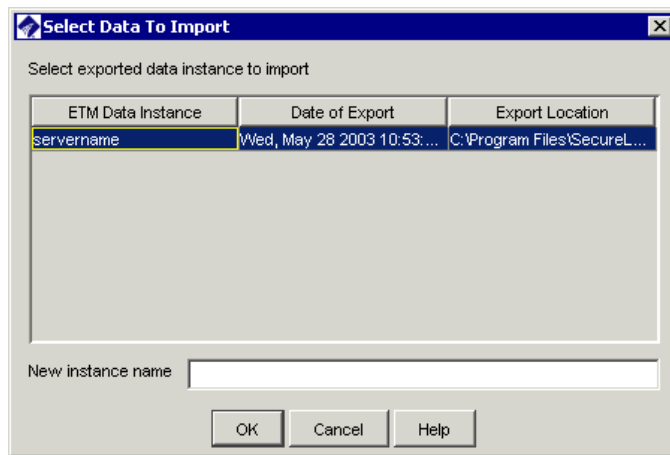 Select Data To Import
Select exported data instance to import
ETM Data Instance Date of Export Export Location
servername Wed, May 28 2003 10:53:... C:\Program Files\SecureL...
New instance name
OK Cancel Help